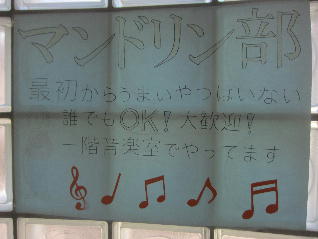 マンドリン部
最初からうまいやつはいない
誰でもOK!大歓迎!
一階音楽室でやってます